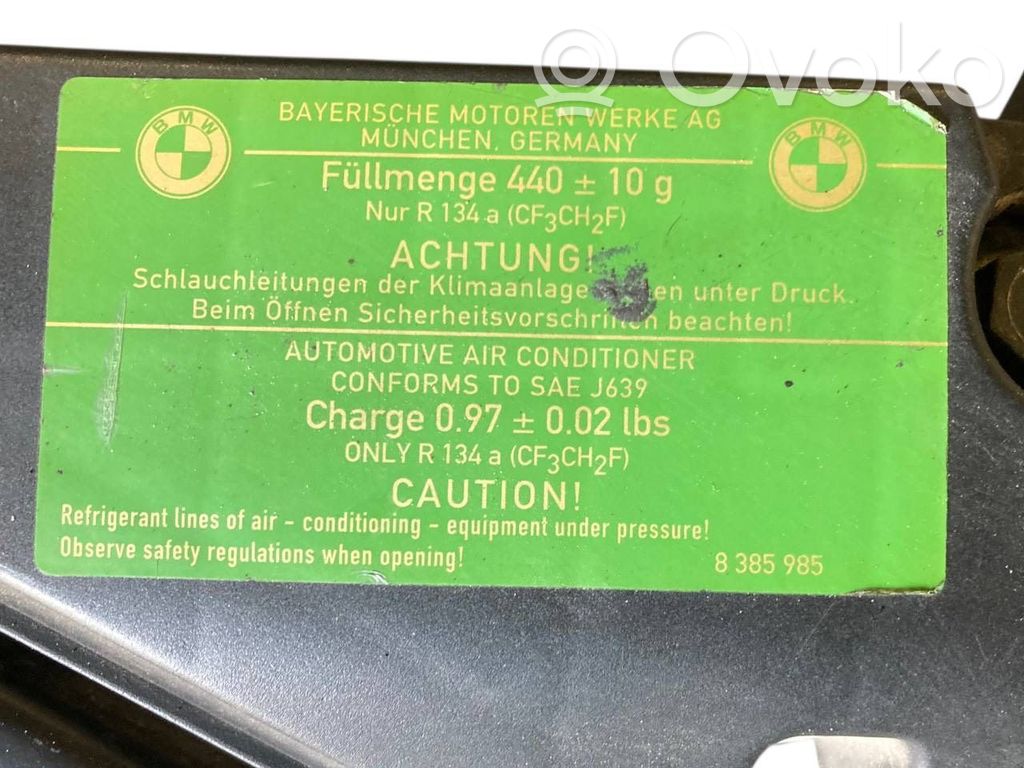 Ovoko
BMW
BMW
BAYERISCHE MOTOREN WERKE AG
MÜNCHEN, GERMANY
Füllmenge 440 ± 10 g
Nur R 134 a (CF3CH2F)
ACHTUNG!
Schlauchleitungen der Klimaanlage unter Druck.
Beim Öffnen Sicherheitsvorschriften beachten!
AUTOMOTIVE AIR CONDITIONER
CONFORMS TO SAE J639
Charge 0.97 ± 0.02 lbs
ONLY R 134 a (CF3CH2F)
CAUTION!
Refrigerant lines of air - conditioning - equipment under pressure!
Observe safety regulations when opening!
8 385 985